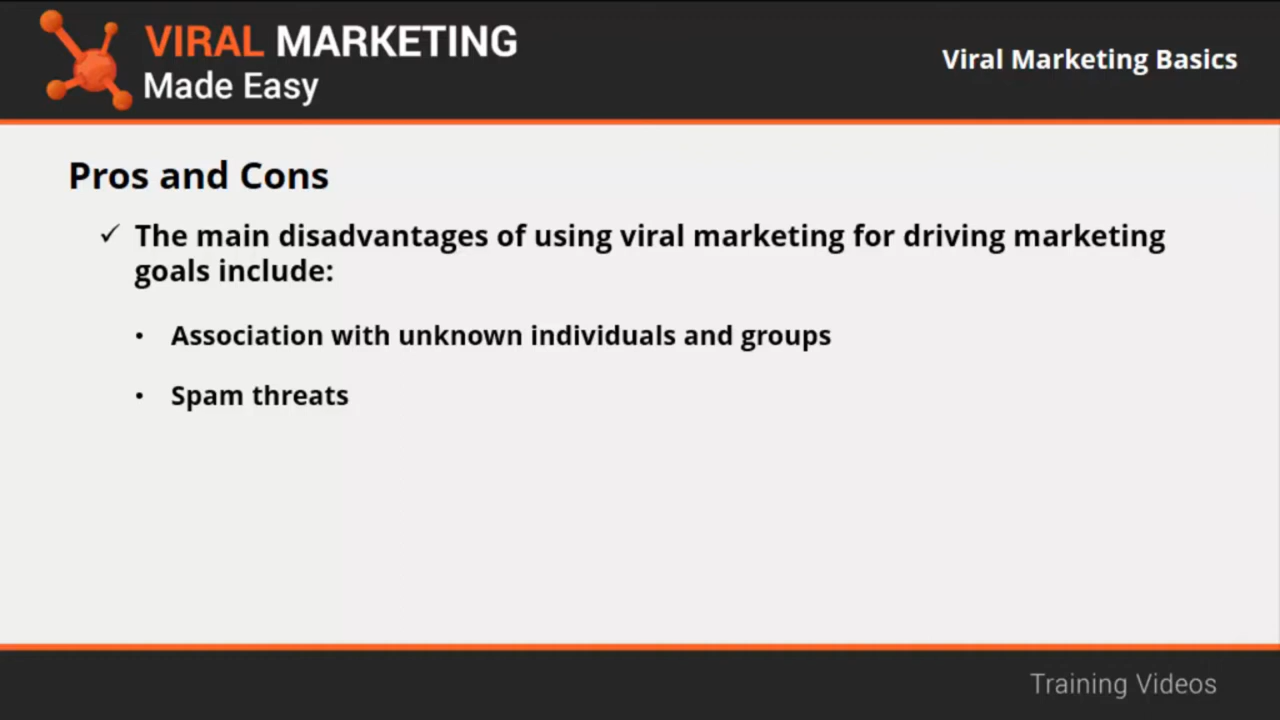 VIRAL MARKETING
Made Easy
Viral Marketing Basics
Pros and Cons
✓ The main disadvantages of using viral marketing for driving marketing
goals include:
• Association with unknown individuals and groups
• Spam threats
Training Videos